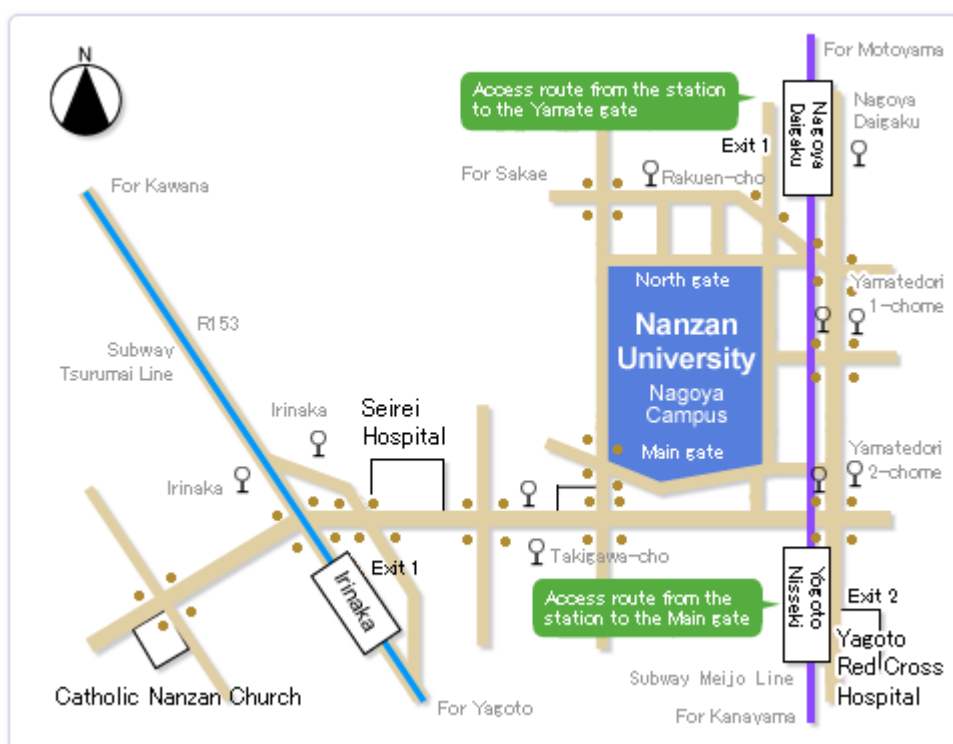 N
For Motoyama
Access route from the station
to the Yamate gate
Nagoya
Daigaku
Nagoya
Daigaku
Exit 1
For Sakae
Rakuen-cho
For Kawana
North gate
Yamatedori
1-chome
Nanzan
University
Nagoya
Campus
Main gate
R153
Subway
Tsurumai Line
Irinaka
Seirei
Hospital
Yamatedori
2-chome
Irinaka
Takigawa-cho
Exit 1
Irinaka
Access route from the
station to the Main gate
Yogoto
Nisseki
Exit 2
Yagoto
Red Cross
Hospital
Subway Meijo Line
Catholic Nanzan Church
For Yagoto
For Kanayama